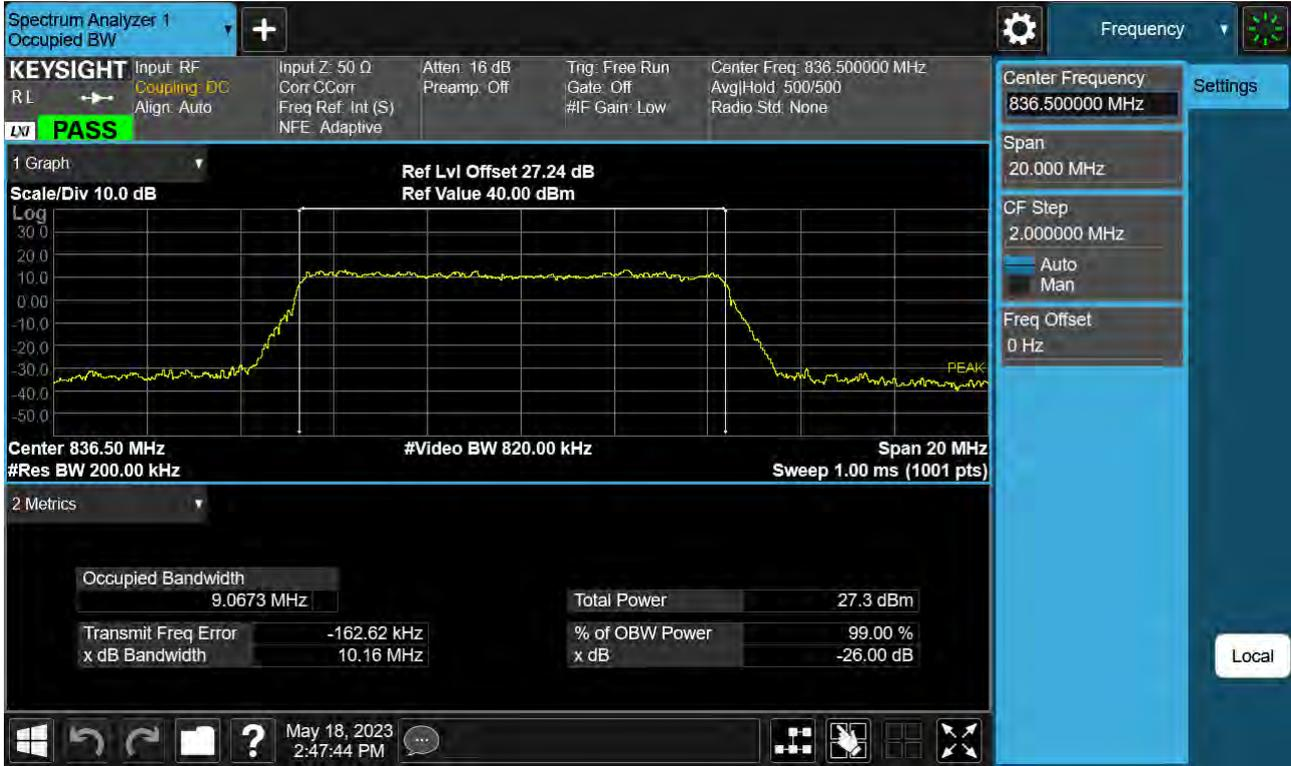 Spectrum Analyzer 1
Occupied BW
+
Frequency
KEYSIGHT
RL
LXI
PASS
Input: RF
Coupling: DC
Align: Auto
Input Z: 50 Ω
Corr CCorr
Freq Ref: Int (S)
NFE: Adaptive
Atten: 16 dB
Preamp: Off
Trig: Free Run
Gate: Off
#IF Gain: Low
Center Freq: 836.500000 MHz
Avg|Hold: 500/500
Radio Std: None
Center Frequency
836.500000 MHz
Settings
Span
20.000 MHz
CF Step
2.000000 MHz
Auto
Man
Freq Offset
0 Hz
Local
1 Graph
Scale/Div 10.0 dB
Ref Lvl Offset 27.24 dB
Ref Value 40.00 dBm
Log
30.0
20.0
10.0
0.00
-10.0
-20.0
-30.0
-40.0
-50.0
PEAK
Center 836.50 MHz
#Video BW 820.00 kHz
Span 20 MHz
#Res BW 200.00 kHz
Sweep 1.00 ms (1001 pts)
2 Metrics
Occupied Bandwidth
9.0673 MHz
Total Power 27.3 dBm
Transmit Freq Error -162.62 kHz
% of OBW Power 99.00 %
x dB Bandwidth 10.16 MHz
x dB -26.00 dB
?
May 18, 2023
2:47:44 PM